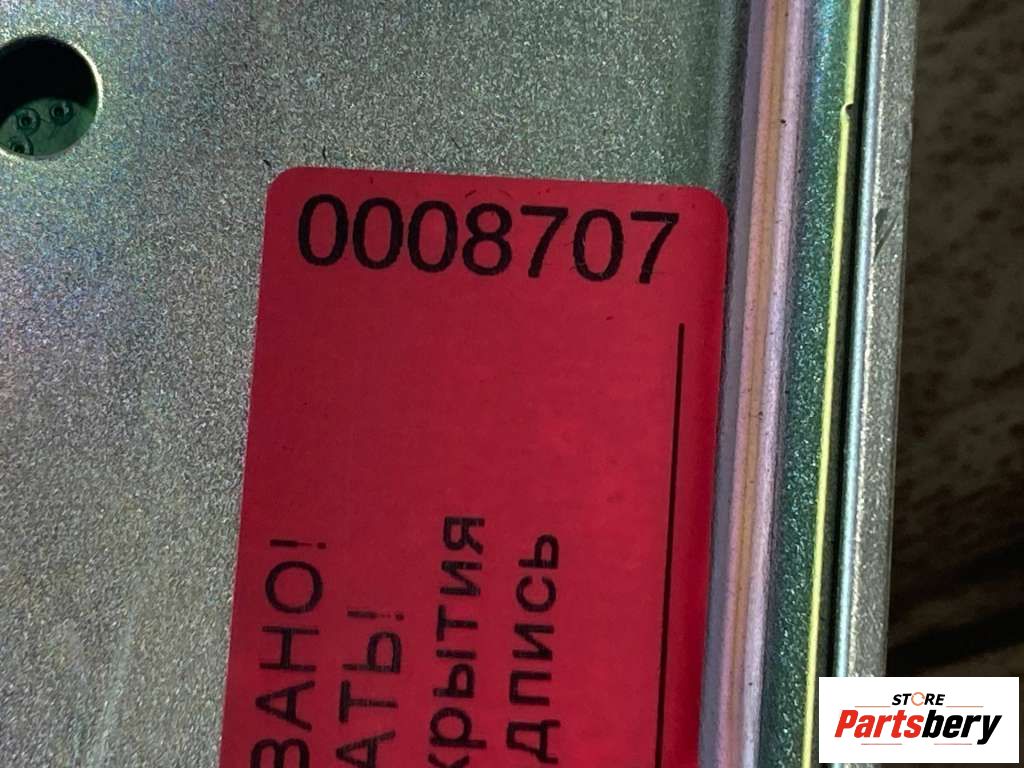 0008707
ВАНО!
АТЬ!
крытия
дпись
STORE
Partsbery